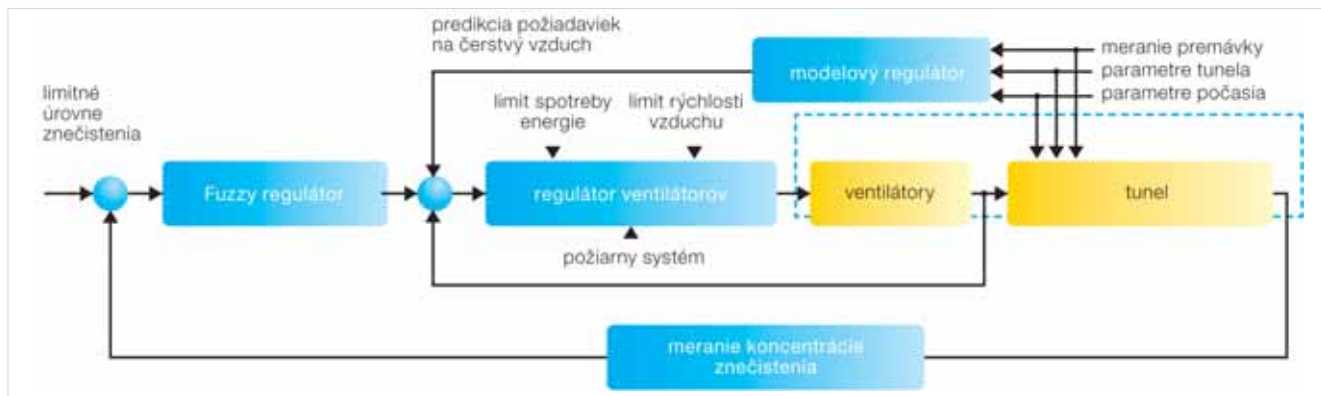 predikcia požiadaviek
na čerstvý vzduch
modelový regulátor
meranie premávky
parametre tunela
parametre počasia
limitné
úrovne
znečistenia
limit spotreby
energie
limit rýchlosti
vzduchu
Fuzzy regulátor
regulátor ventilátorov
ventilátory
tunel
požiarny systém
meranie koncentrácie
znečistenia